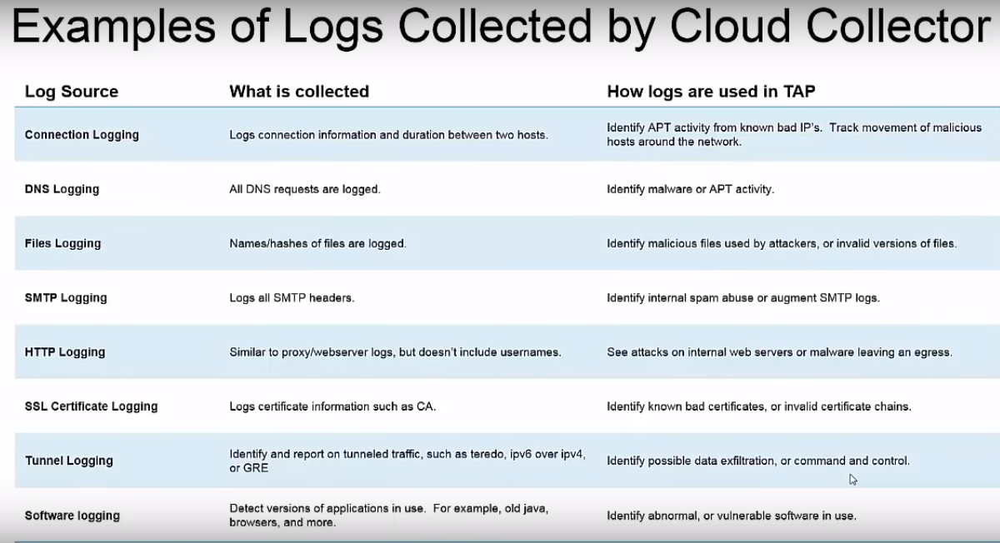 Examples of Logs Collected by Cloud Collector
Log Source What is collected How logs are used in TAP
Connection Logging Logs connection information and duration between two hosts. Identify APT activity from known bad IP's. Track movement of malicious
hosts around the network.
DNS Logging All DNS requests are logged. Identify malware or APT activity.
Files Logging Names/hashes of files are logged. Identify malicious files used by attackers, or invalid versions of files.
SMTP Logging Logs all SMTP headers. Identify internal spam abuse or augment SMTP logs.
HTTP Logging Similar to proxy/webserver logs, but doesn't include usernames. See attacks on internal web servers or malware leaving an egress.
SSL Certificate Logging Logs certificate information such as CA. Identify known bad certificates, or invalid certificate chains.
Tunnel Logging Identify and report on tunneled traffic, such as teredo, ipv6 over ipv4,
or GRE Identify possible data exfiltration, or command and control.
Software logging Detect versions of applications in use. For example, old java,
browsers, and more. Identify abnormal, or vulnerable software in use.